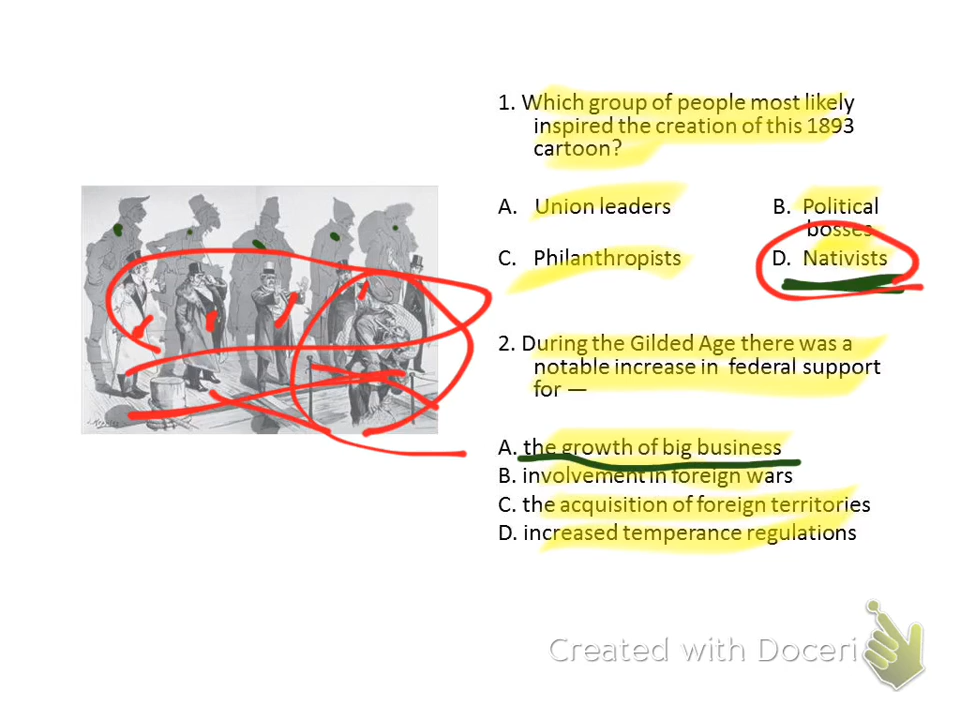 1. Which group of people most likely
inspired the creation of this 1893
cartoon?
A. Union leaders
B. Political
bosses
C. Philanthropists
D. Nativists
2. During the Gilded Age there was a
notable increase in federal support
for —
A. the growth of big business
B. involvement in foreign wars
C. the acquisition of foreign territories
D. increased temperance regulations
Created with Doceri